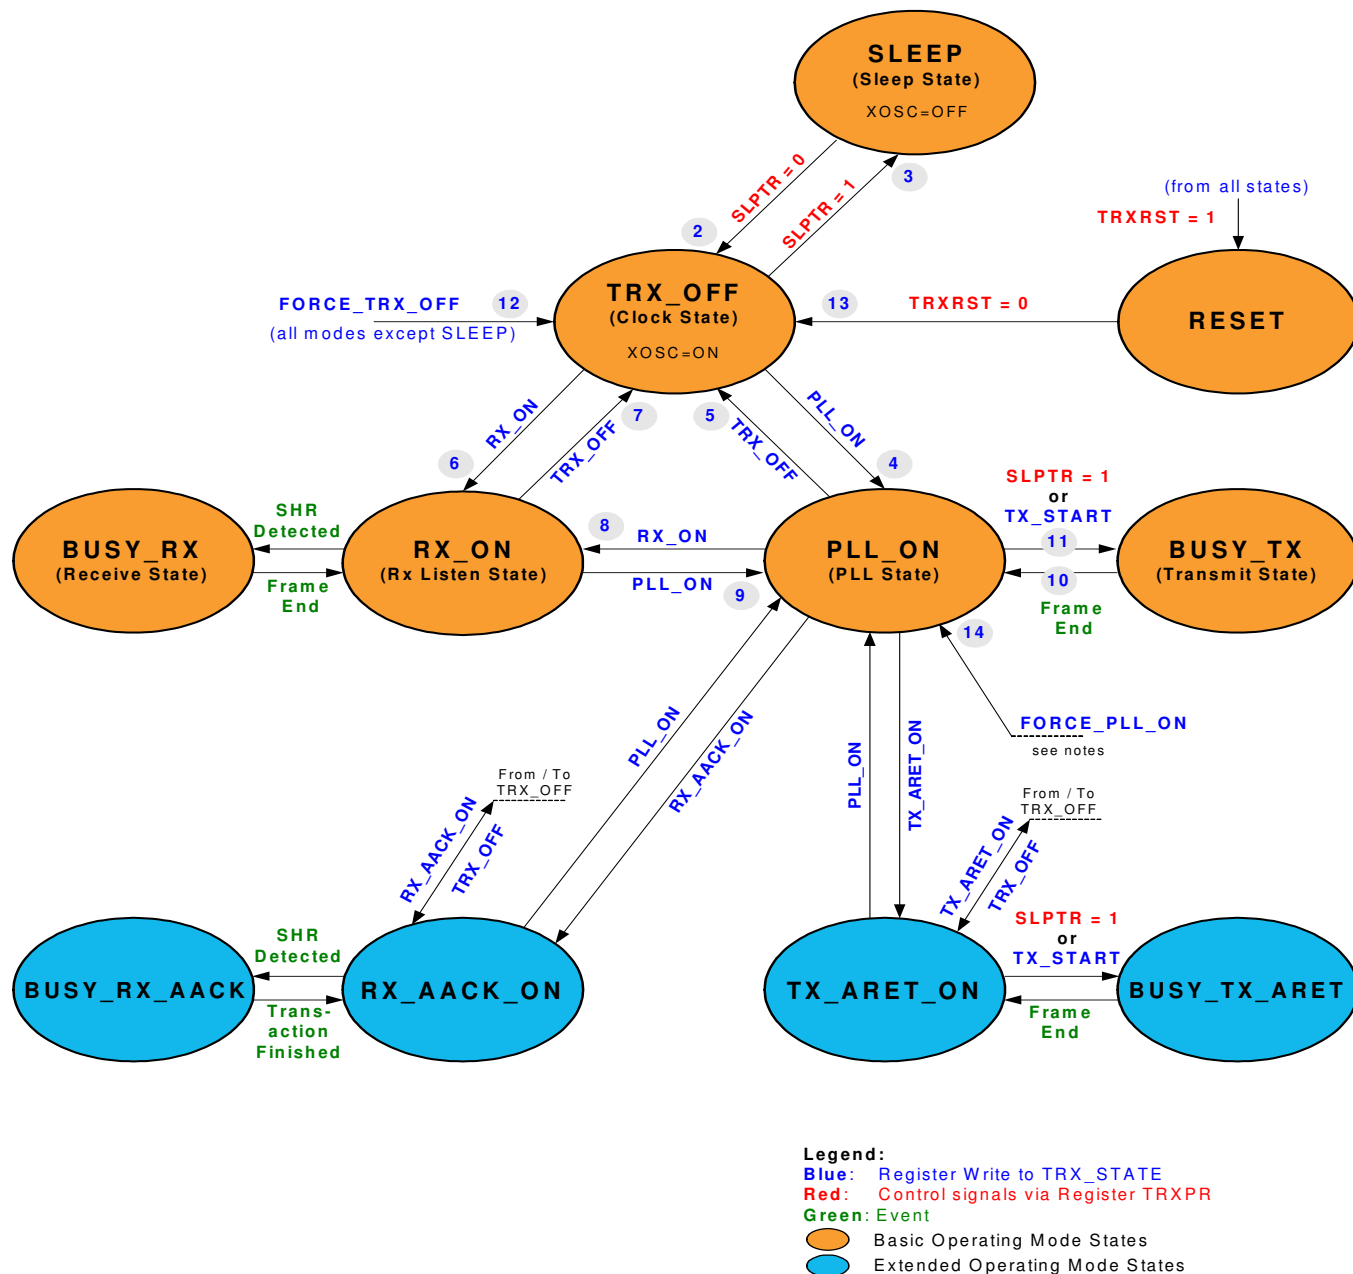 SLEEP
(Sleep State)
XOSC=OFF
SLPTR = 0
SLPTR = 1
3
2
(from all states)
TRXRST = 1
FORCE_TRX_OFF
12
(all modes except SLEEP)
TRX_OFF
(Clock State)
XOSC=ON
13
TRXRST = 0
RESET
RX_ON
7
TRX_OFF
6
5
TRX_OFF
PLL_ON
4
SLPTR = 1
or
TX_START
SHR
Detected
BUSY_RX
(Receive State)
Frame
End
RX_ON
(Rx Listen State)
8
RX_ON
PLL_ON
9
PLL_ON
(PLL State)
11
10
Frame
End
BUSY_TX
(Transmit State)
14
FORCE_PLL_ON
see notes
PLL_ON
RX_AACK_ON
PLL_ON
TX_ARET_ON
From / To
TRX_OFF
RX_AACK_ON
TRX_OFF
From / To
TRX_OFF
TX_ARET_ON
TRX_OFF
SHR
Detected
BUSY_RX_AACK
Trans-
action
Finished
RX_AACK_ON
TX_ARET_ON
SLPTR = 1
or
TX_START
Frame
End
BUSY_TX_ARET
Legend:
Blue: Register Write to TRX_STATE
Red: Control signals via Register TRXPR
Green: Event
Basic Operating Mode States
Extended Operating Mode States